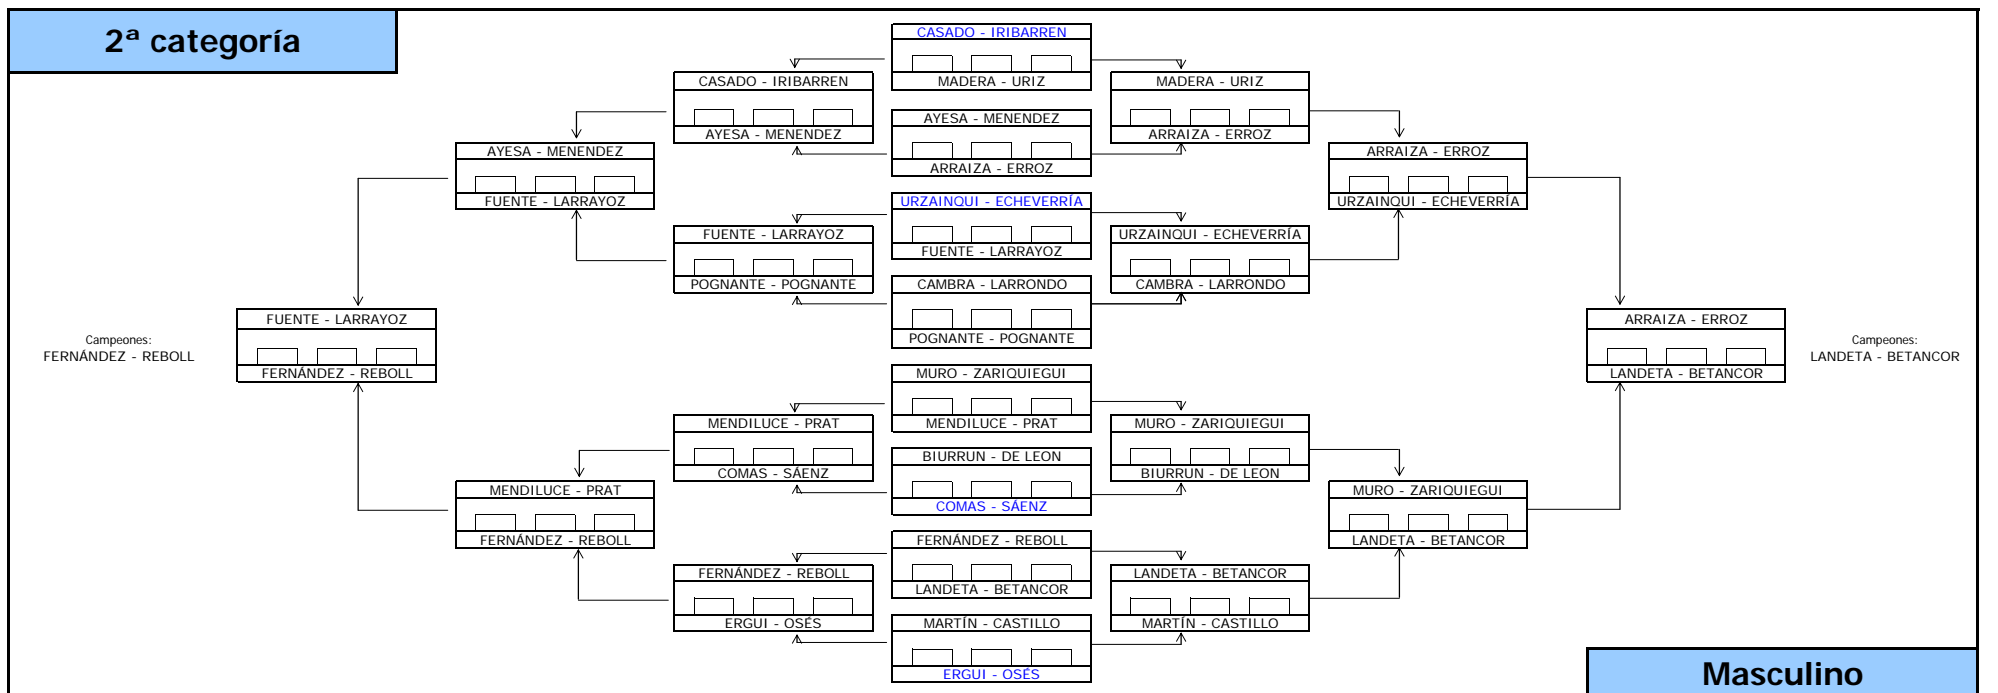 2ª categoría
CASADO - IRIBARREN
MADERA - URIZ
AYESA - MENENDEZ
ARRAIZA - ERROZ
URZAINQUI - ECHEVERRÍA
FUENTE - LARRAYOZ
CAMBRA - LARRONDO
POGNANTE - POGNANTE
MURO - ZARIQUIEGUI
MENDILUCE - PRAT
BIURRUN - DE LEON
COMAS - SÁENZ
FERNÁNDEZ - REBOLL
LANDETA - BETANCOR
MARTÍN - CASTILLO
ERGUI - OSÉS
CASADO - IRIBARREN
AYESA - MENENDEZ
FUENTE - LARRAYOZ
POGNANTE - POGNANTE
MENDILUCE - PRAT
COMAS - SÁENZ
FERNÁNDEZ - REBOLL
ERGUI - OSÉS
AYESA - MENENDEZ
FUENTE - LARRAYOZ
MENDILUCE - PRAT
FERNÁNDEZ - REBOLL
FUENTE - LARRAYOZ
FERNÁNDEZ - REBOLL
Campeones:
FERNÁNDEZ - REBOLL
MADERA - URIZ
ARRAIZA - ERROZ
URZAINQUI - ECHEVERRÍA
CAMBRA - LARRONDO
MURO - ZARIQUIEGUI
BIURRUN - DE LEON
LANDETA - BETANCOR
MARTÍN - CASTILLO
ARRAIZA - ERROZ
URZAINQUI - ECHEVERRÍA
MURO - ZARIQUIEGUI
LANDETA - BETANCOR
ARRAIZA - ERROZ
LANDETA - BETANCOR
Campeones:
LANDETA - BETANCOR
Masculino